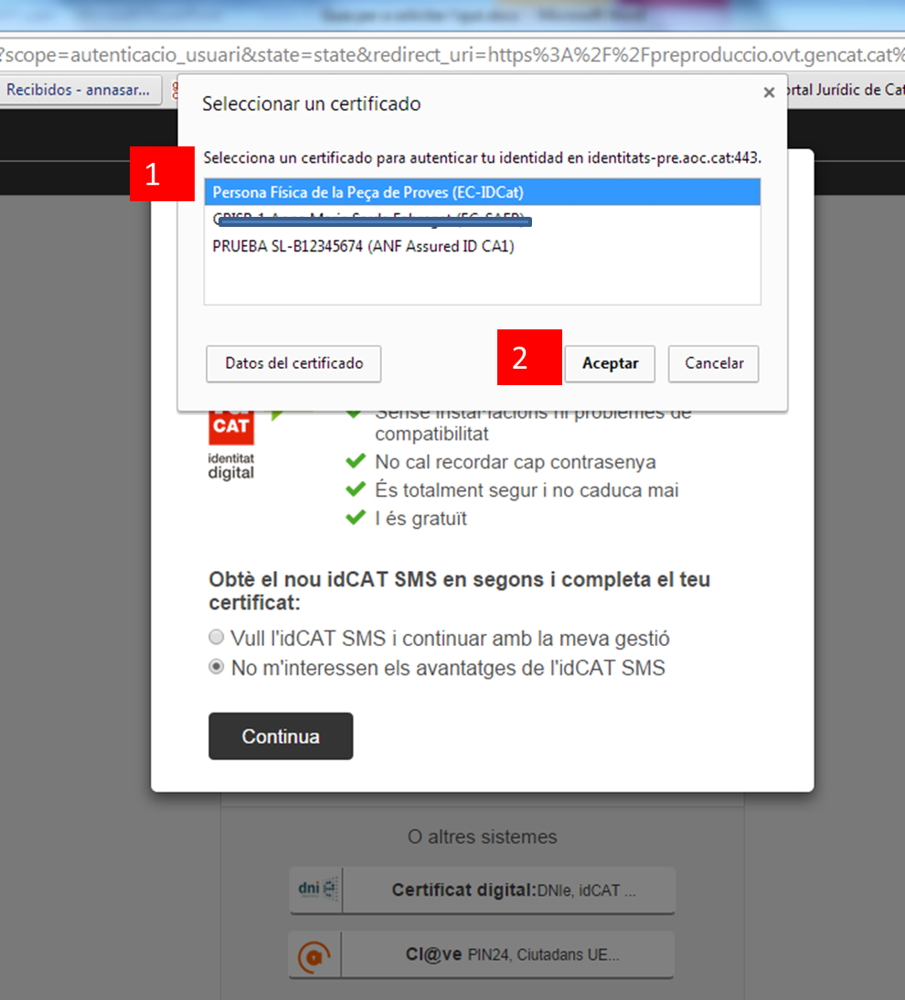 ?scope=autenticacio_usuari&state=state&redirect_uri=https%3A%2F%2Fpreproduccio.ovt.gencat.cat%
Recibidos - annasar...
ortal Jurídic de Cat
Seleccionar un certificado
Selecciona un certificado para autenticar tu identidad en identitats-pre.aoc.cat:443.
1
Persona Física de la Peça de Proves (EC-IDCat)
PRUEBA SL-B12345674 (ANF Assured ID CA1)
Datos del certificado
2
Aceptar
Cancelar
CAT
identitat
digital
Sense instal·lacions ni problemes de
compatibilitat
No cal recordar cap contrasenya
És totalment segur i no caduca mai
I és gratuït
Obtè el nou idCAT SMS en segons i completa el teu
certificat:
Vull l'idCAT SMS i continuar amb la meva gestió
No m'interessen els avantatges de l'idCAT SMS
Continua
O altres sistemes
dni e
Certificat digital:DNIe, idCAT ...
Cl@ve PIN24, Ciutadans UE...